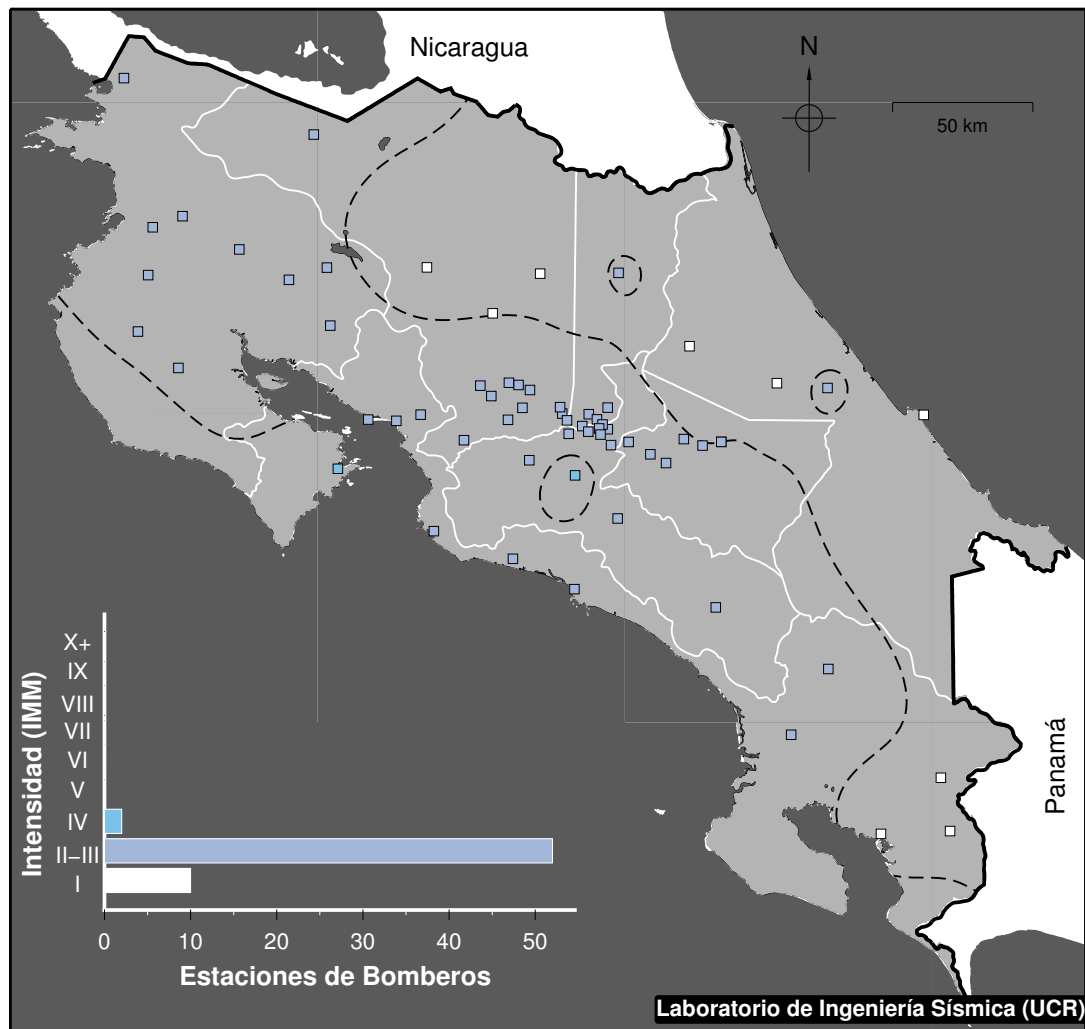 Nicaragua
N
50 km
Panamá
Intensidad (IMM)
X+
IX
VIII
VII
VI
V
IV
II–III
I
0 10 20 30 40 50
Estaciones de Bomberos
Laboratorio de Ingeniería Sísmica (UCR)